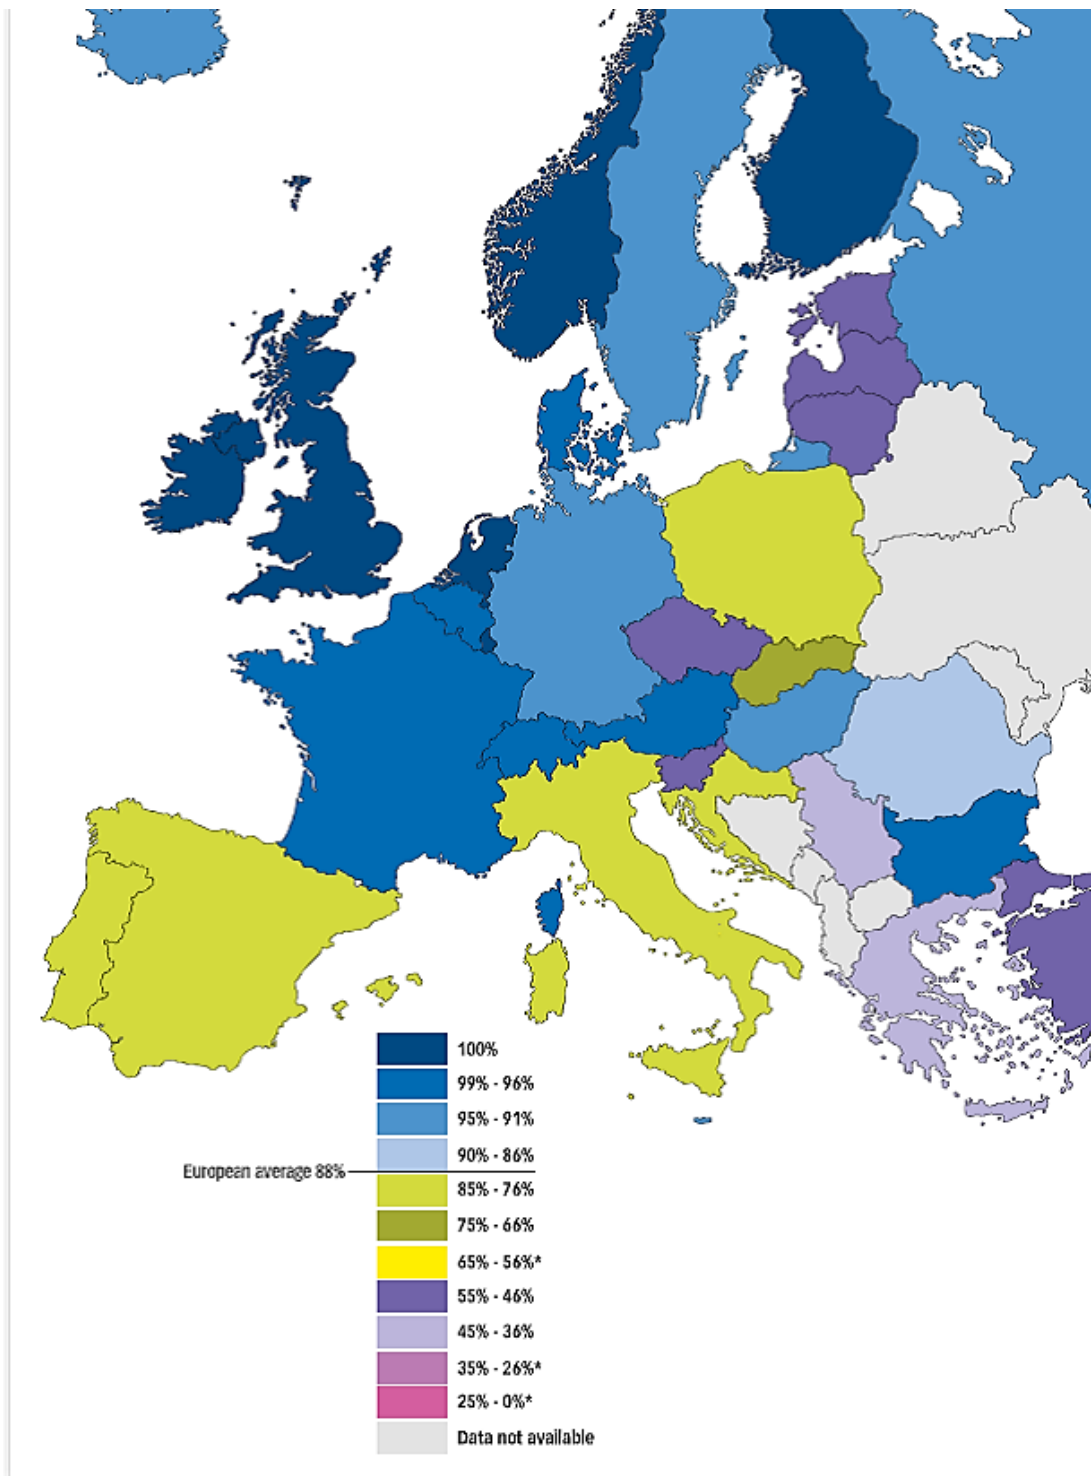 100%
99% - 96%
95% - 91%
90% - 86%
European average 88%
85% - 76%
75% - 66%
65% - 56%*
55% - 46%
45% - 36%
35% - 26%*
25% - 0%*
Data not available